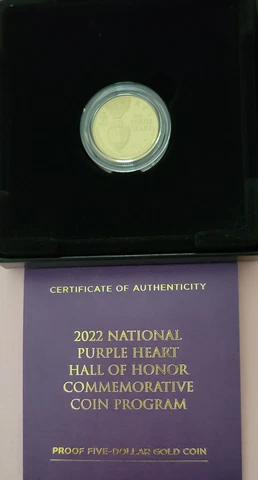 CERTIFICATE OF AUTHENTICITY
2022 NATIONAL
PURPLE HEART
HALL OF HONOR
COMMEMORATIVE
COIN PROGRAM
PROOF FIVE-DOLLAR GOLD COIN